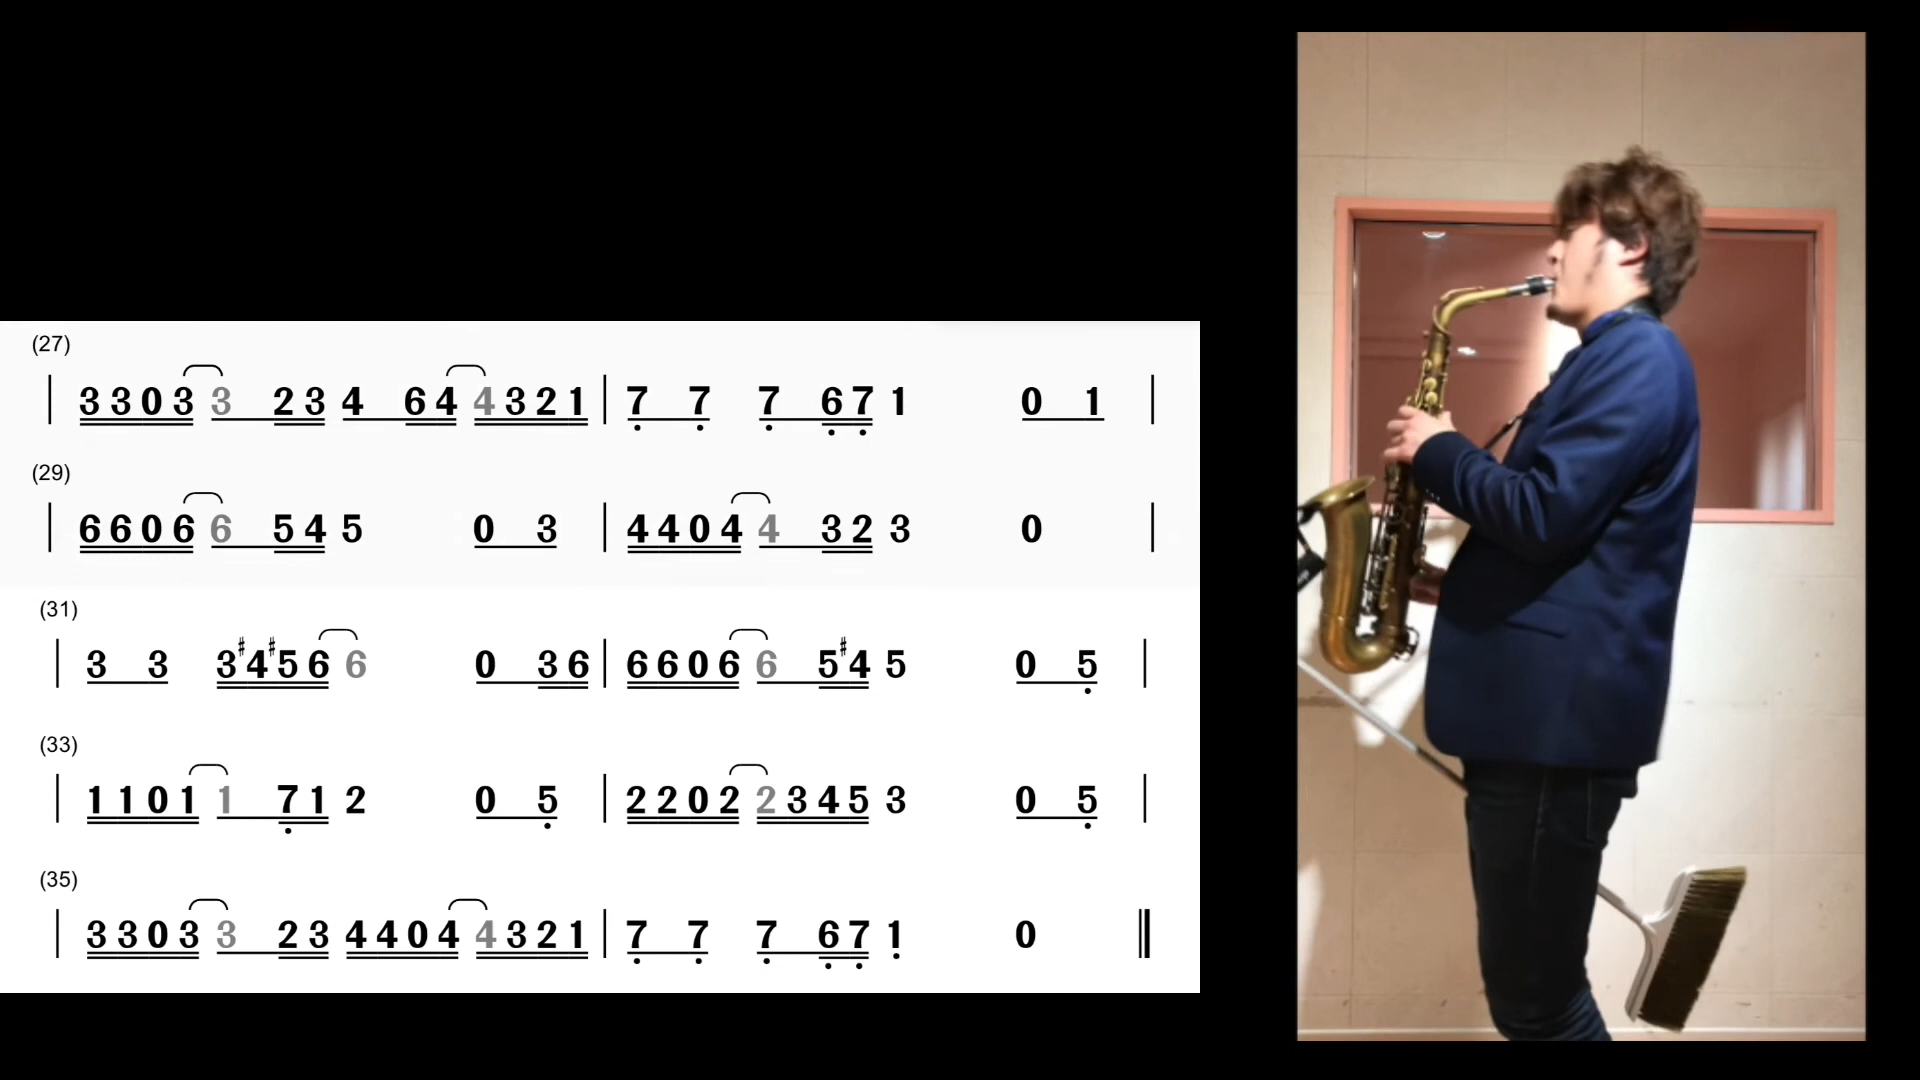 (27)
| 3 3 0 3 3 2 3 4 6 4 4 3 2 1 | 7̣ 7̣ 7̣ 6̣ 7̣ 1 0 1 |
(29)
| 6 6 0 6 6 5 4 5 0 3 | 4 4 0 4 4 3 2 3 0 |
(31)
| 3 3 3 #4 #5 6 6 0 3 6 | 6 6 0 6 6 5 #4 5 0 5̣ |
(33)
| 1 1 0 1 1 7̣ 1 2 0 5̣ | 2 2 0 2 2 3 4 5 3 0 5̣ |
(35)
| 3 3 0 3 3 2 3 4 4 0 4 4 3 2 1 | 7̣ 7̣ 7̣ 6̣ 7̣ 1̣ 0 ‖